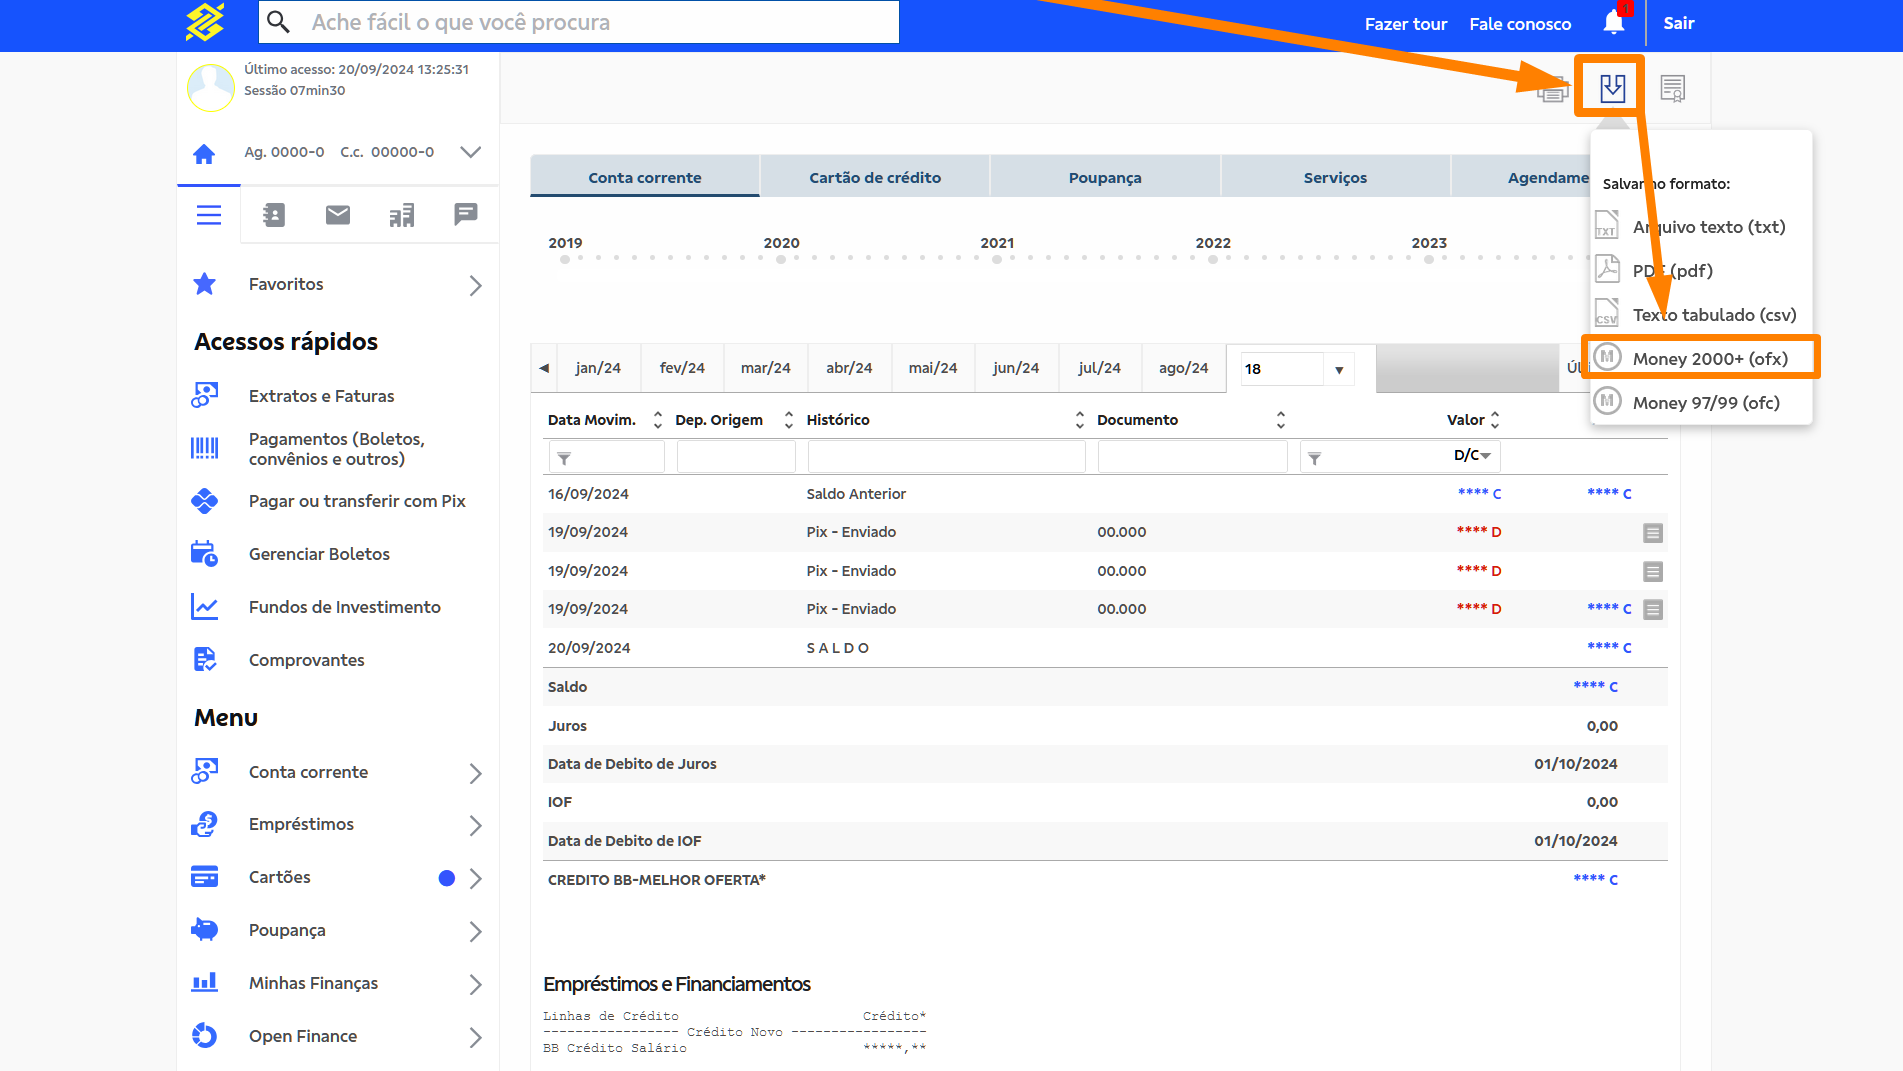 Ache fácil o que você procura
Fazer tour
Fale conosco
Sair
Último acesso: 20/09/2024 13:25:31
Sessão 07min30
Ag. 0000-0 C.c. 00000-0
Favoritos
Acessos rápidos
Extratos e Faturas
Pagamentos (Boletos,
convênios e outros)
Pagar ou transferir com Pix
Gerenciar Boletos
Fundos de Investimento
Comprovantes
Menu
Conta corrente
Empréstimos
Cartões
Poupança
Minhas Finanças
Open Finance
Conta corrente
Cartão de crédito
Poupança
Serviços
Agendame
2019 2020 2021 2022 2023
jan/24 fev/24 mar/24 abr/24 mai/24 jun/24 jul/24 ago/24 18
Data Movim. Dep. Origem Histórico Documento Valor
D/C
16/09/2024 Saldo Anterior **** C **** C
19/09/2024 Pix - Enviado 00.000 **** D
19/09/2024 Pix - Enviado 00.000 **** D
19/09/2024 Pix - Enviado 00.000 **** D **** C
20/09/2024 S A L D O **** C
Saldo **** C
Juros 0,00
Data de Debito de Juros 01/10/2024
IOF 0,00
Data de Debito de IOF 01/10/2024
CREDITO BB-MELHOR OFERTA* **** C
Empréstimos e Financiamentos
Linhas de Crédito Crédito*
----------------- Crédito Novo -----------------
BB Crédito Salário *****,**
Salvar no formato:
TXT Arquivo texto (txt)
PDF (pdf)
CSV Texto tabulado (csv)
M Money 2000+ (ofx)
M Money 97/99 (ofc)